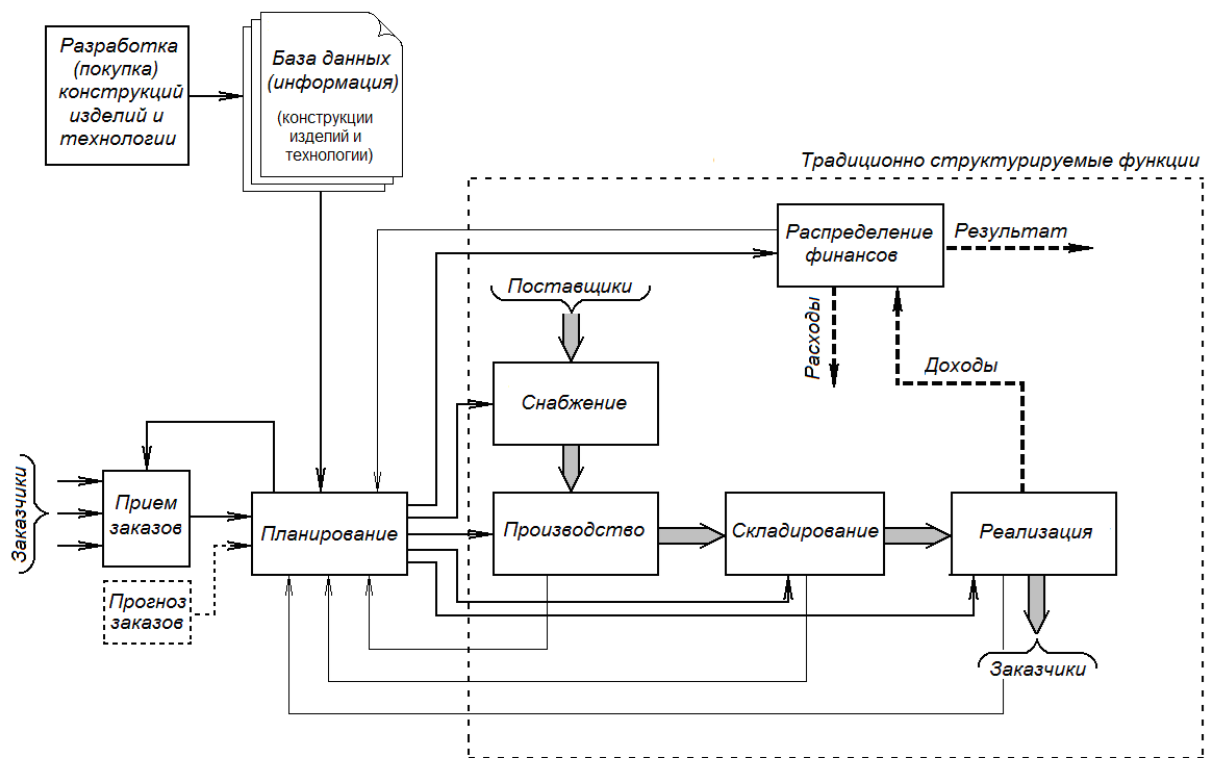 Разработка
(покупка)
конструкций
изделий и
технологии
База данных
(информация)
(конструкции
изделий и
технологии)
Традиционно структурируемые функции
Распределение
финансов
Результат
Поставщики
Расходы
Доходы
Снабжение
Заказчики
Прием
заказов
Планирование
Производство
Складирование
Реализация
Прогноз
заказов
Заказчики